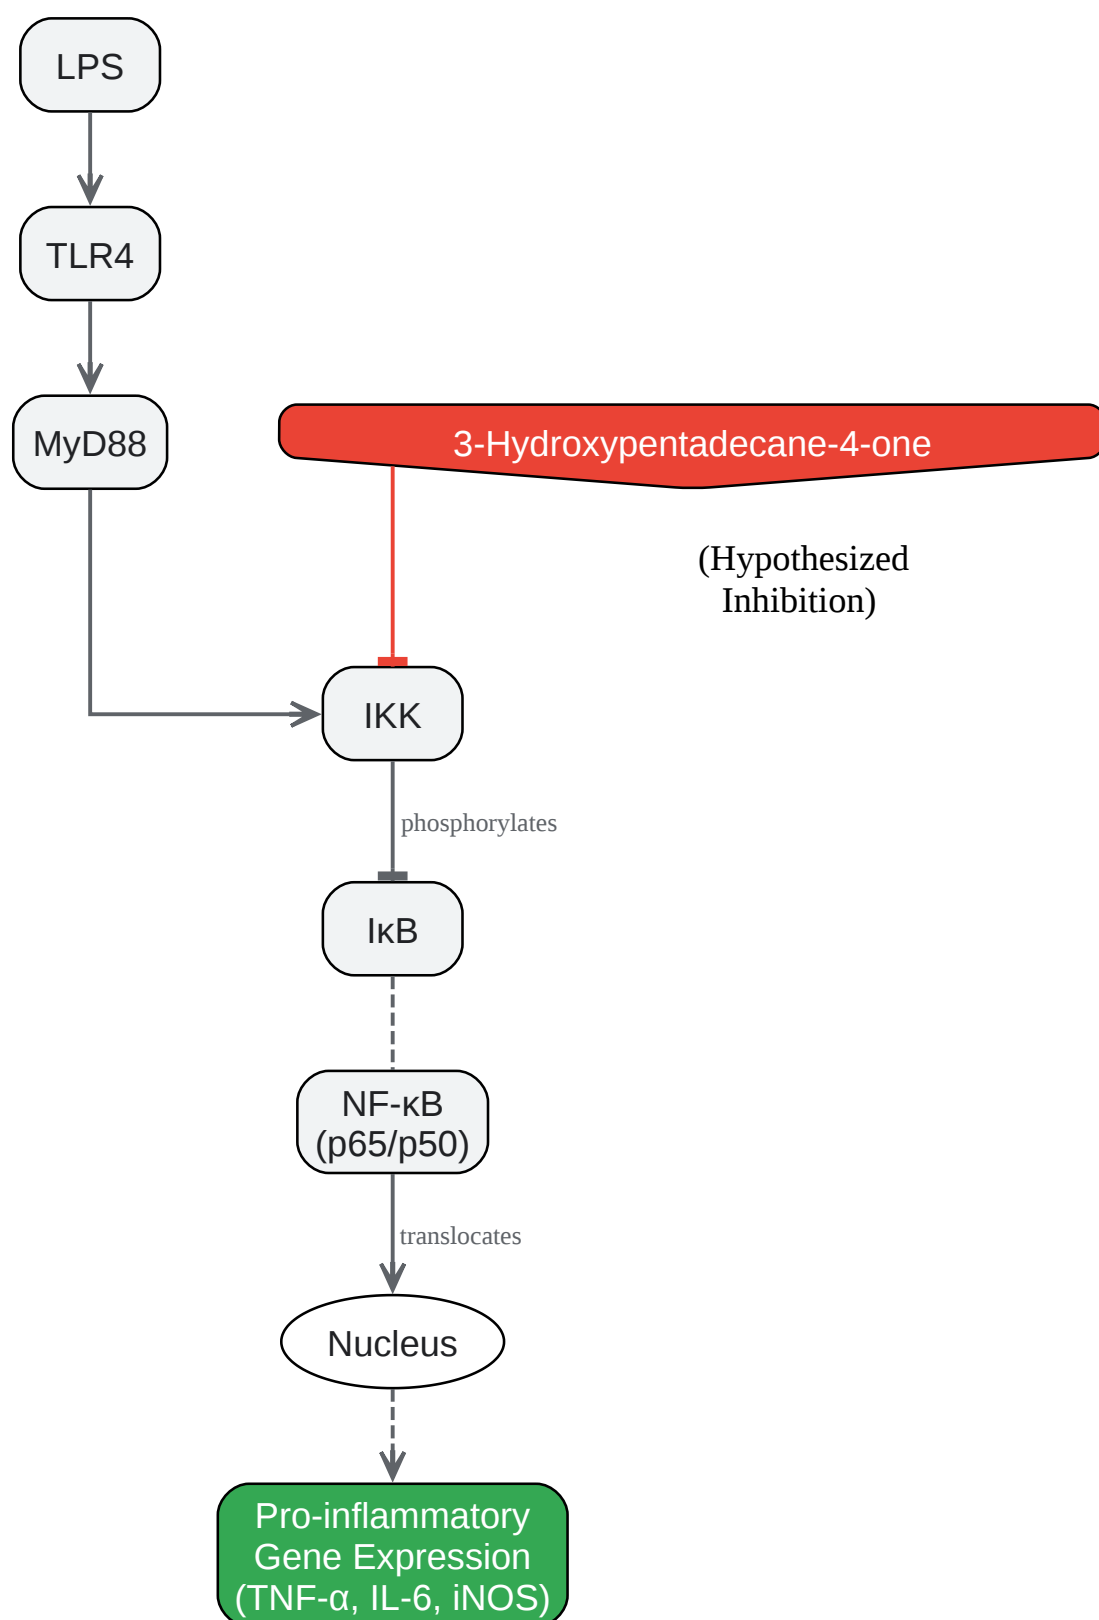 LPS
TLR4
MyD88
3-Hydroxypentadecane-4-one
(Hypothesized
Inhibition)
IKK
phosphorylates
IκB
NF-κB
(p65/p50)
translocates
Nucleus
Pro-inflammatory
Gene Expression
(TNF-α, IL-6, iNOS)